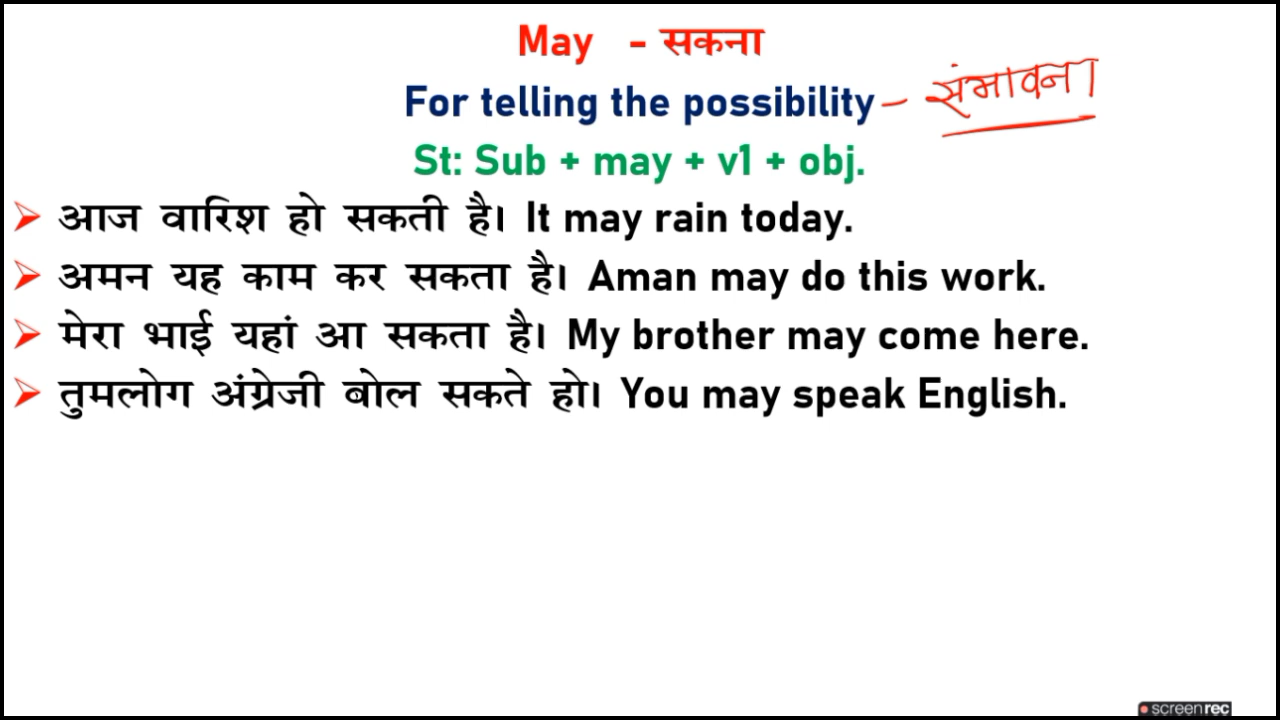 May - सकना
For telling the possibility - संभावना
St: Sub + may + v1 + obj.
➤ आज वारिश हो सकती है। It may rain today.
➤ अमन यह काम कर सकता है। Aman may do this work.
➤ मेरा भाई यहां आ सकता है। My brother may come here.
➤ तुमलोग अंग्रेजी बोल सकते हो। You may speak English.
screenrec